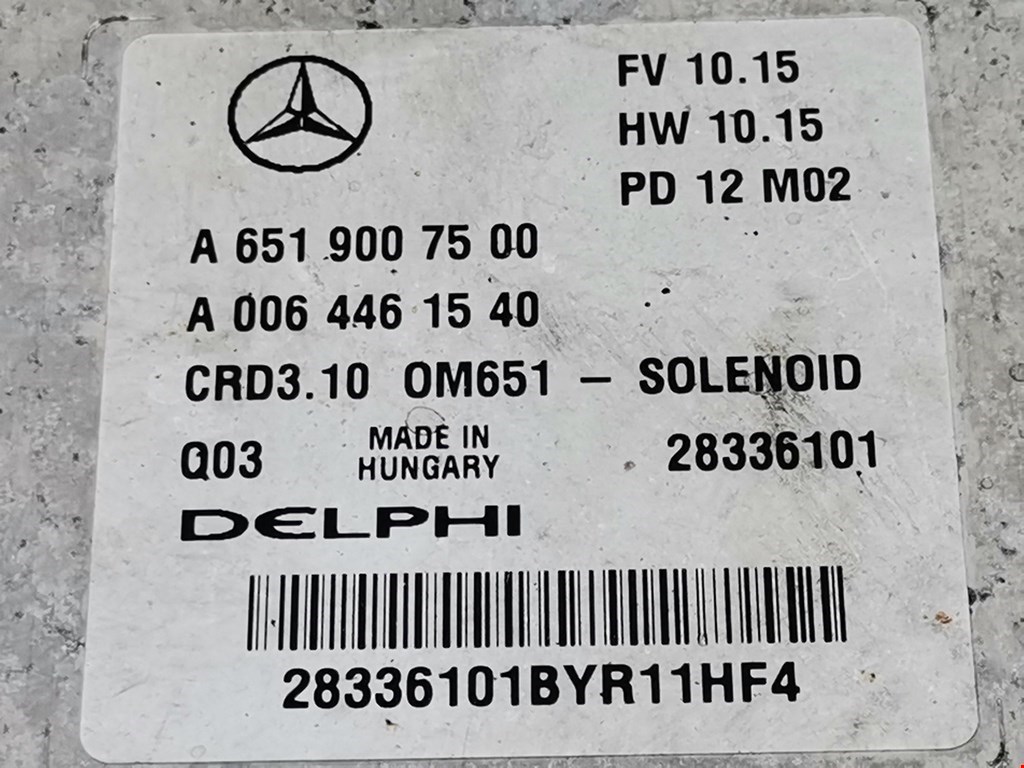 FV 10.15
HW 10.15
PD 12 M02
A 651 900 75 00
A 006 446 15 40
CRD3.10 OM651 – SOLENOID
Q03 MADE IN HUNGARY 28336101
DELPHI
28336101BYR11HF4